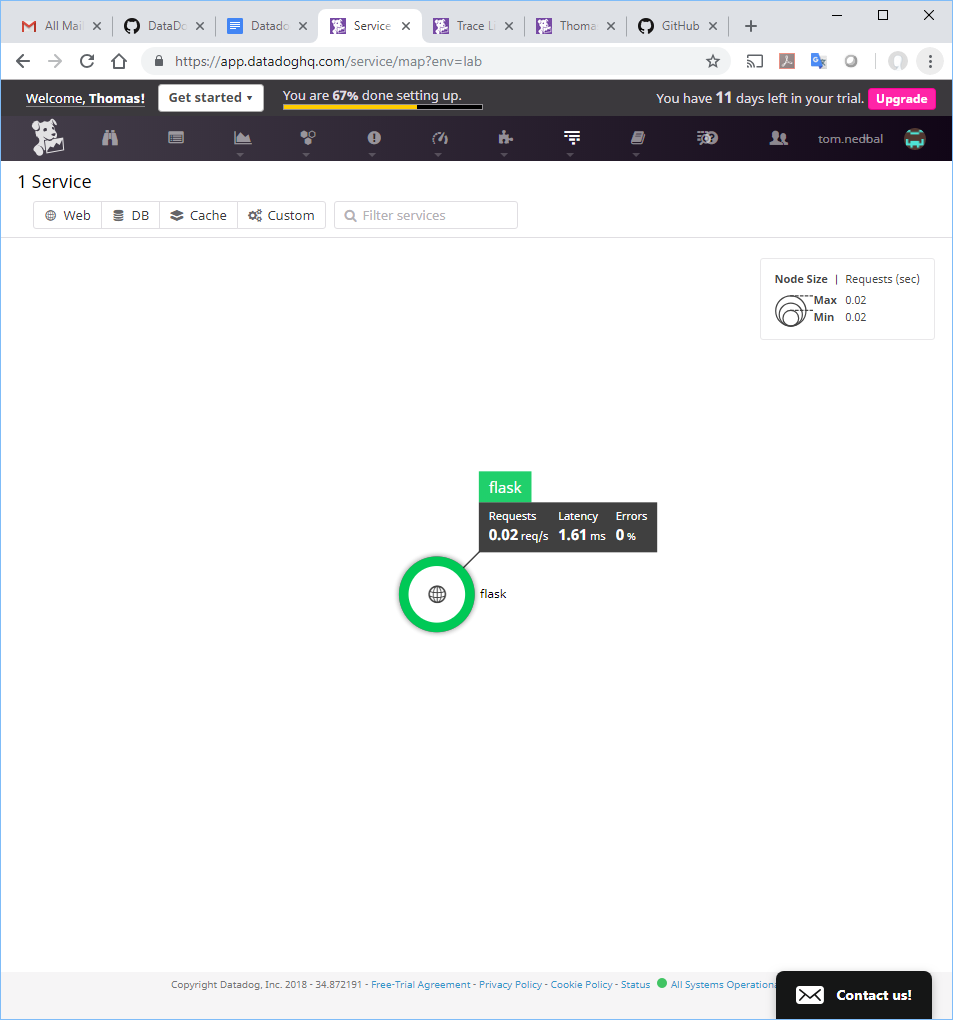 All Mai
DataDo
Datado
Service
Trace Li
Thoma
GitHub
https://app.datadoghq.com/service/map?env=lab
Welcome, Thomas!
Get started
You are 67% done setting up.
You have 11 days left in your trial.
Upgrade
tom.nedbal
1 Service
Web
DB
Cache
Custom
Filter services
Node Size | Requests (sec)
Max 0.02
Min 0.02
flask
Requests Latency Errors
0.02 req/s 1.61 ms 0 %
flask
Copyright Datadog, Inc. 2018 - 34.872191 - Free-Trial Agreement - Privacy Policy - Cookie Policy - Status All Systems Operationa
Contact us!